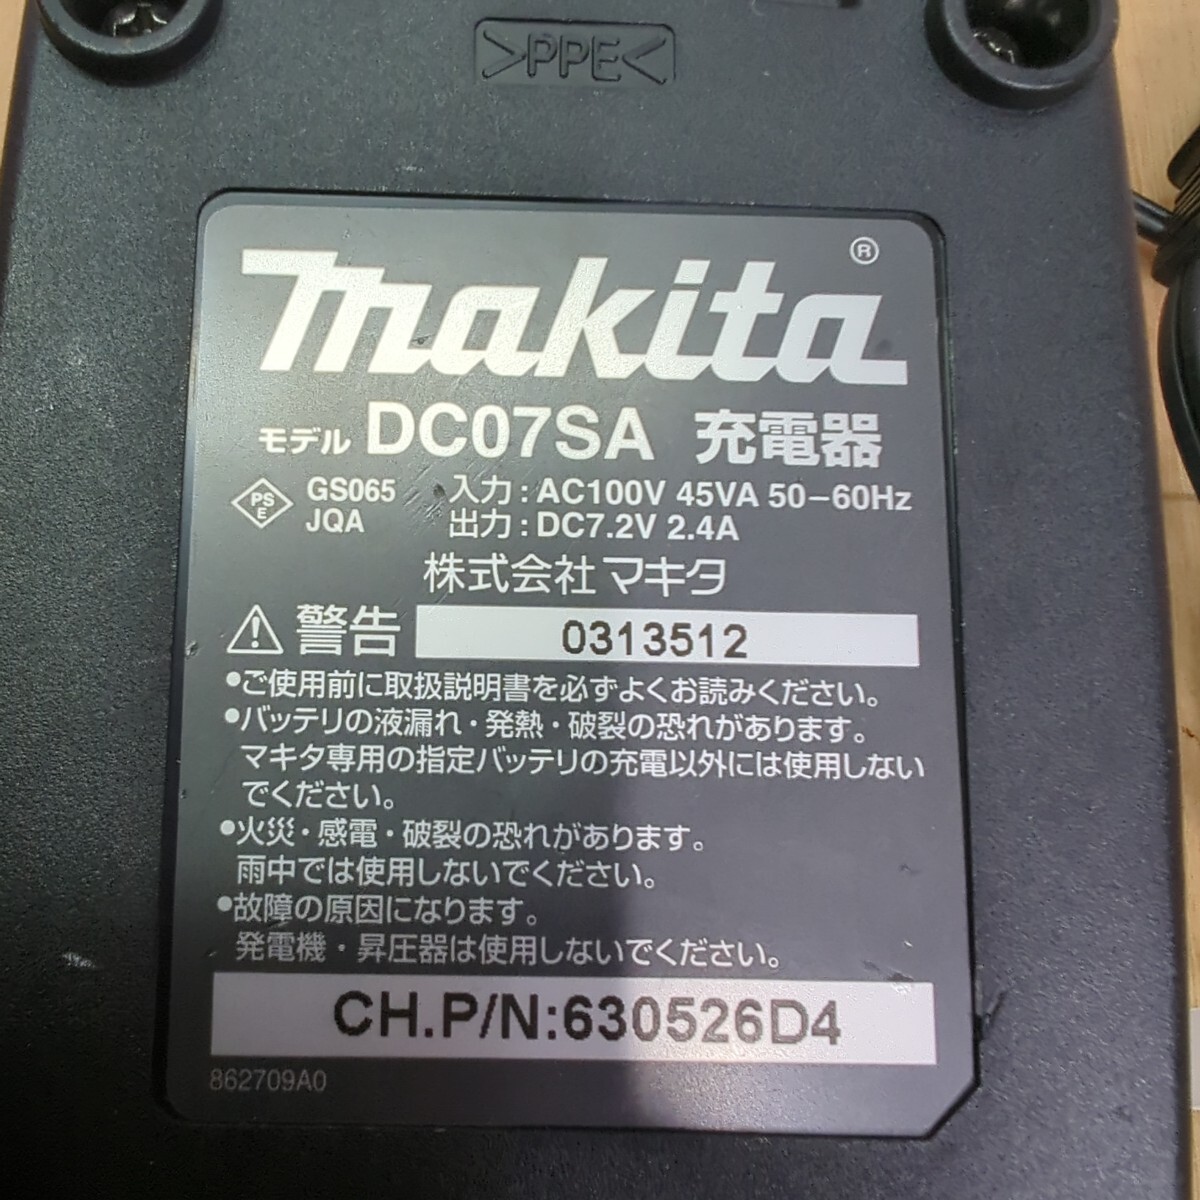 >PPE<
makita®
モデル DC07SA 充電器
PS E GS065 入力:AC100V 45VA 50-60Hz
JQA 出力:DC7.2V 2.4A
株式会社 マキタ
⚠警告 0313512
•ご使用前に取扱説明書を必ずよくお読みください。
•バッテリの液漏れ・発熱・破裂の恐れがあります。
マキタ専用の指定バッテリの充電以外には使用しない
でください。
•火災・感電・破裂の恐れがあります。
雨中では使用しないでください。
•故障の原因になります。
発電機・昇圧器は使用しないでください。
CH.P/N:630526D4
862709A0